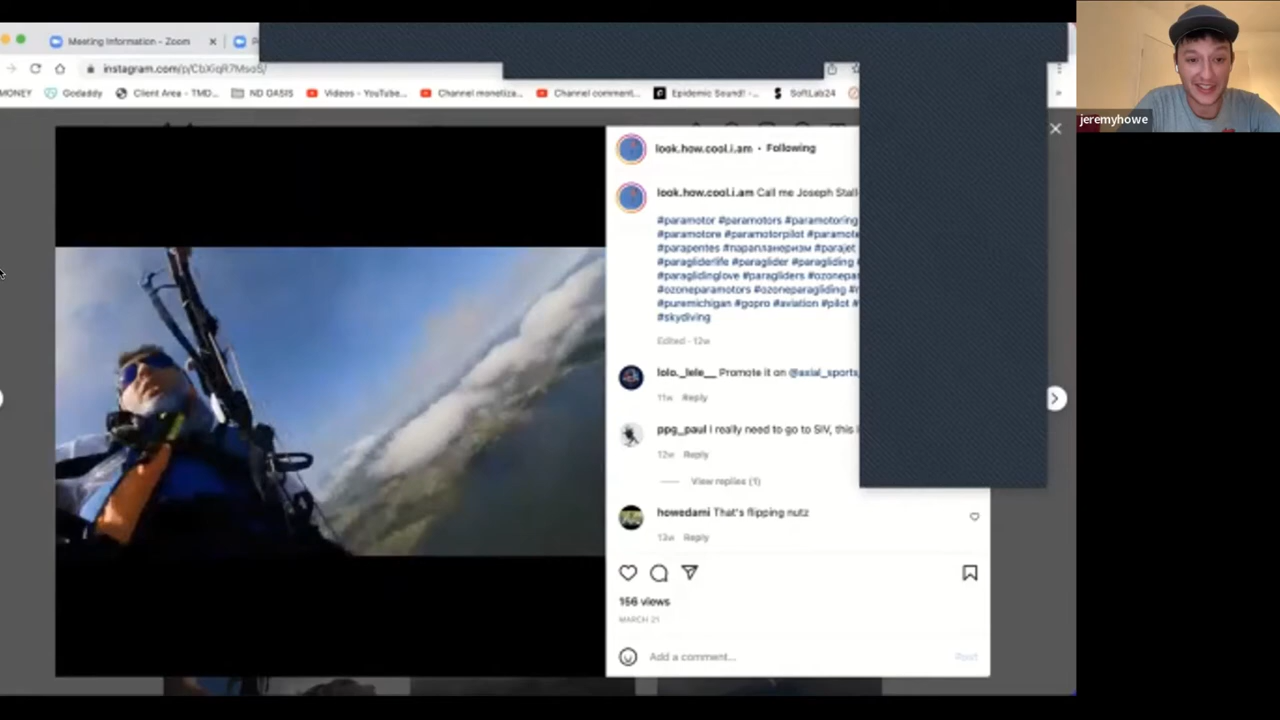 Meeting Information - Zoom
instagram.com/p/
MONEY Godaddy Client Area - TMD... ND OASIS Videos - YouTube... Channel monetiza... Channel comment... Epidemic Sound! -... SoftLab24
jeremyhowe
look.how.cool.i.am • Following
look.how.cool.i.am Call me Joseph Stall
#paramotor #paramotors #paramotoring
#paramotore #paramotorpilot #paramote
#parapentes #парапланеризм #parajet
#paragliderlife #paraglider #paragliding
#paraglidinglove #paragliders #ozonepar
#ozoneparamotors #ozoneparagliding
#puremichigan #gopro #aviation #pilot
#skydiving
Edited · 12w
lolo._lele__ Promote it on @axial_sports
11w Reply
ppg_paul I really need to go to SIV, this
12w Reply
View replies (1)
howedami That's flipping nutz
Reply
156 views
MARCH 21
Add a comment...
Post